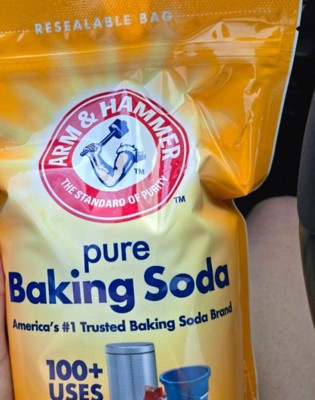 RESEALABLE BAG
ARM & HAMMER
THE STANDARD OF PURITY
TM
TM
pure
Baking Soda
America's #1 Trusted Baking Soda Brand
100+
USES